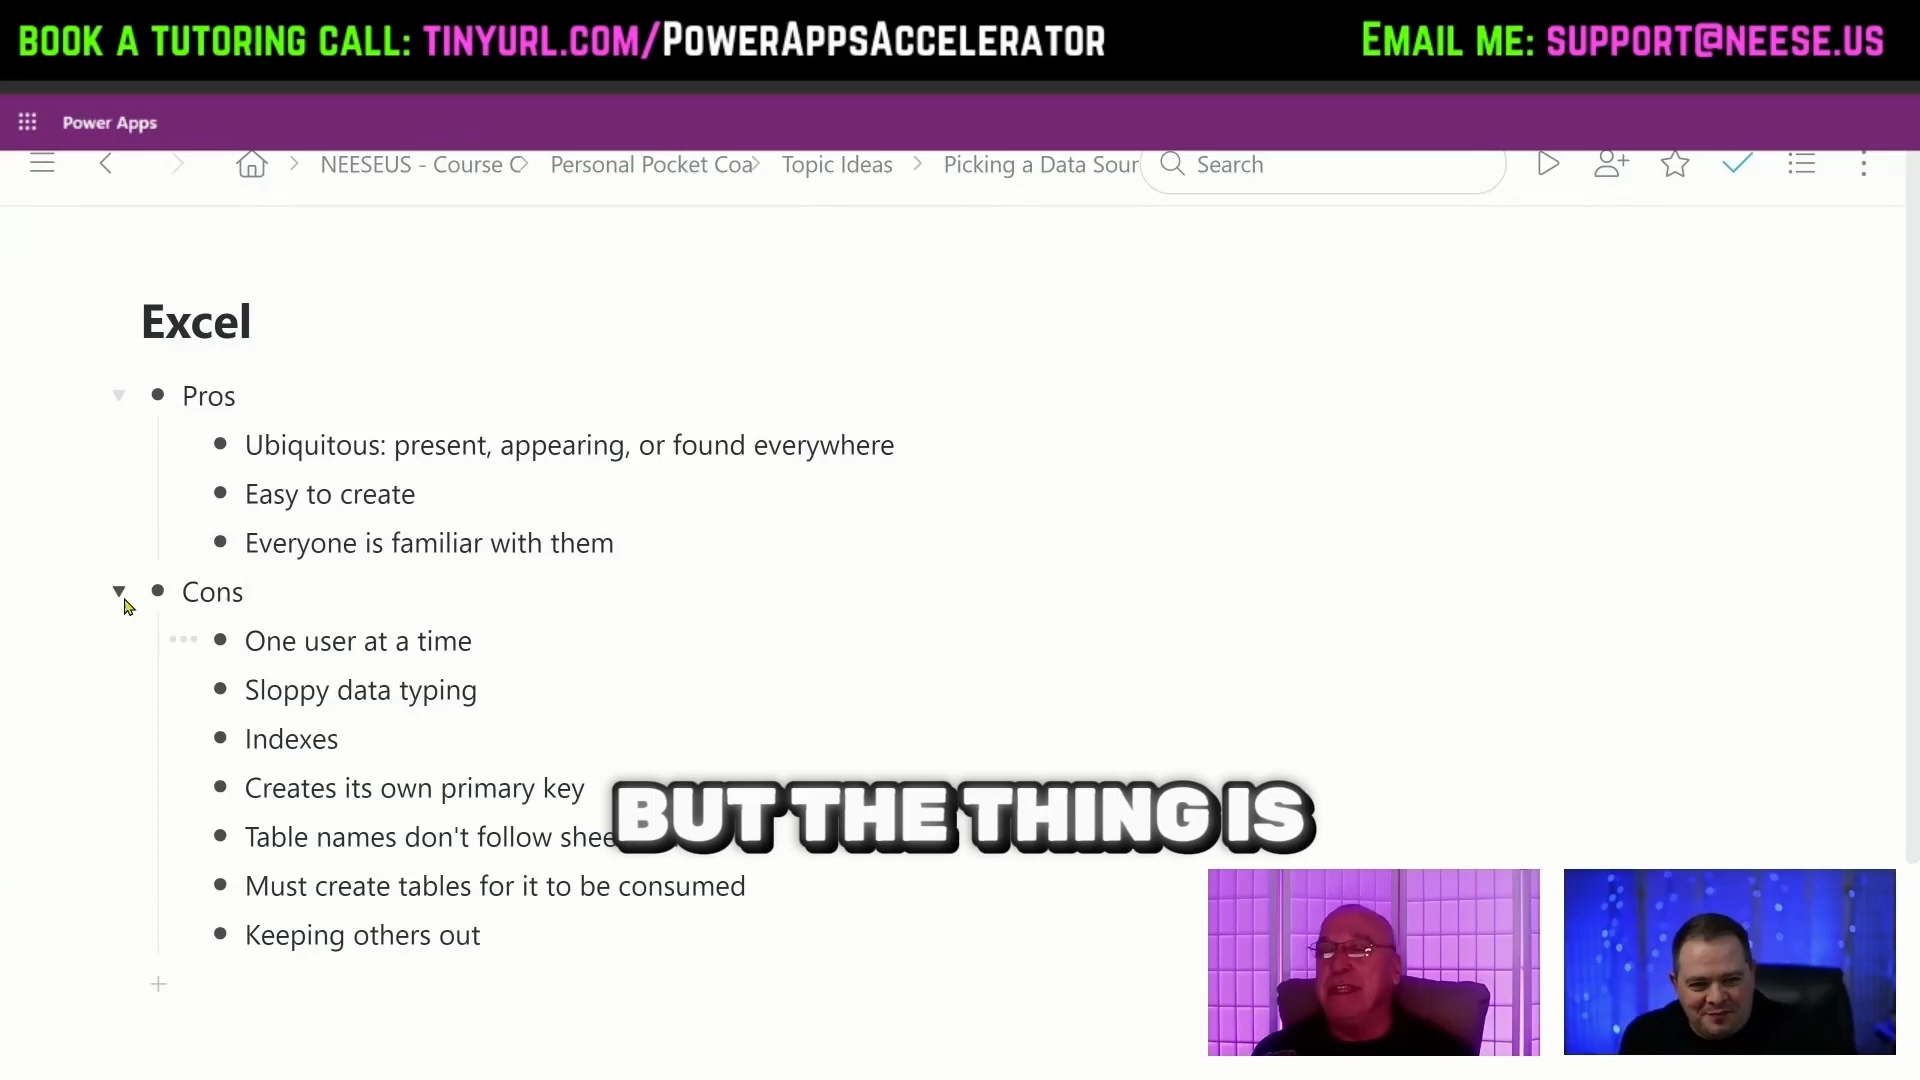 BOOK A TUTORING CALL: TINYURL.COM/POWERAPPSACCELERATOR
EMAIL ME: SUPPORT@NEESE.US
Power Apps
NEESEUS - Course C
Personal Pocket Coa
Topic Ideas
Picking a Data Sour
Search
Excel
Pros
Ubiquitous: present, appearing, or found everywhere
Easy to create
Everyone is familiar with them
Cons
One user at a time
Sloppy data typing
Indexes
Creates its own primary key
Table names don't follow shee
Must create tables for it to be consumed
Keeping others out
BUT THE THING IS